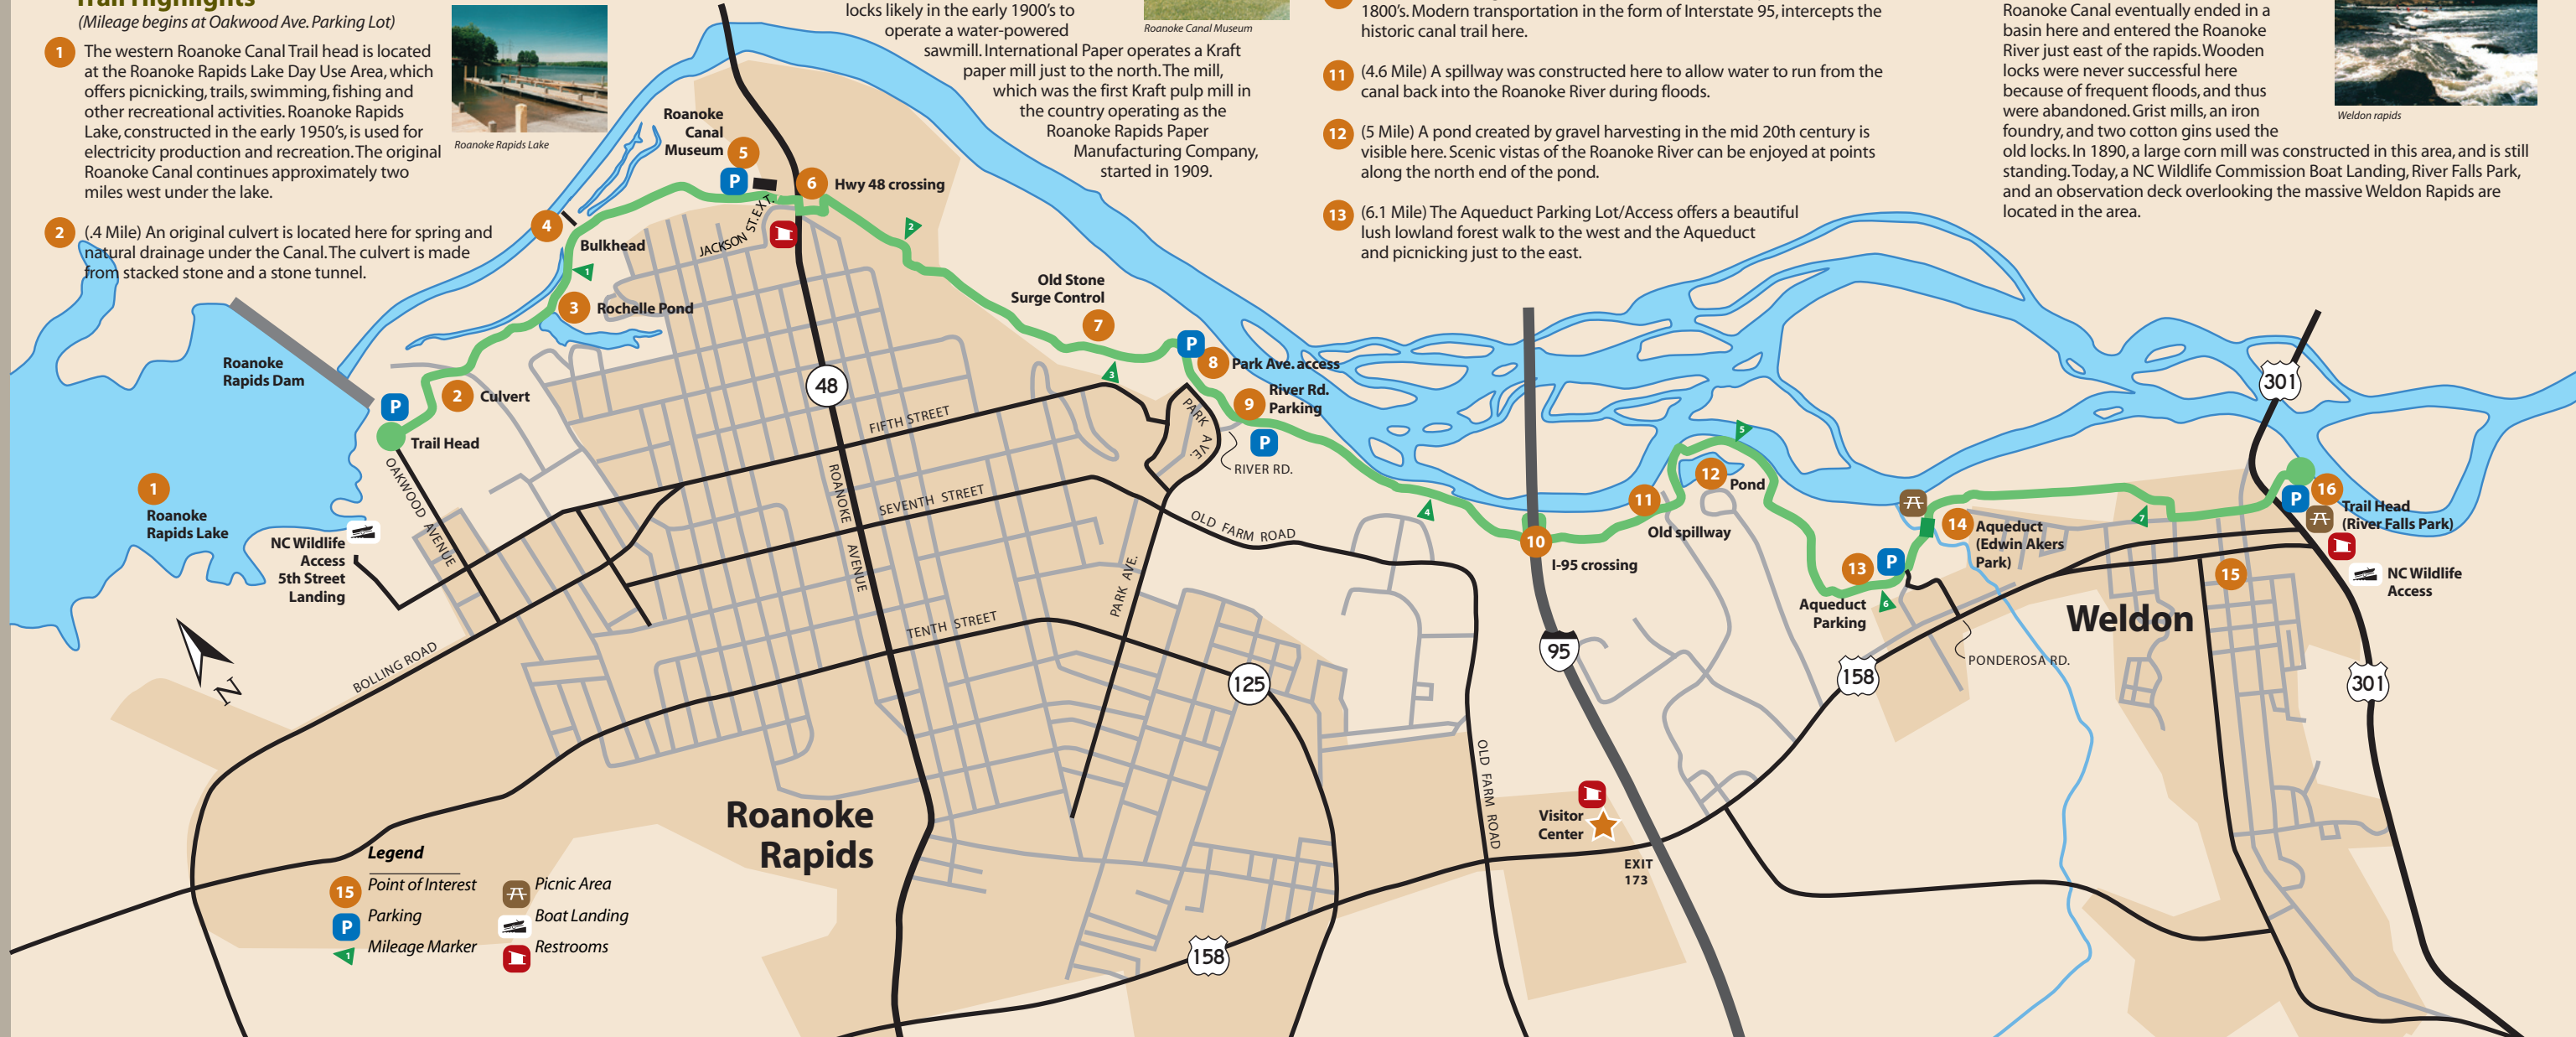 Trail Highlights
(Mileage begins at Oakwood Ave. Parking Lot)
1
The western Roanoke Canal Trail head is located
at the Roanoke Rapids Lake Day Use Area, which
offers picnicking, trails, swimming, fishing and
other recreational activities. Roanoke Rapids
Lake, constructed in the early 1950's, is used for
electricity production and recreation. The original
Roanoke Canal continues approximately two
miles west under the lake.
2
(.4 Mile) An original culvert is located here for spring and
natural drainage under the Canal. The culvert is made
from stacked stone and a stone tunnel.
Roanoke Rapids Lake
locks likely in the early 1900's to
operate a water-powered
sawmill. International Paper operates a Kraft
paper mill just to the north. The mill,
which was the first Kraft pulp mill in
the country operating as the
Roanoke Rapids Paper
Manufacturing Company,
started in 1909.
Roanoke Canal Museum
1800's. Modern transportation in the form of Interstate 95, intercepts the
historic canal trail here.
11
(4.6 Mile) A spillway was constructed here to allow water to run from the
canal back into the Roanoke River during floods.
12
(5 Mile) A pond created by gravel harvesting in the mid 20th century is
visible here. Scenic vistas of the Roanoke River can be enjoyed at points
along the north end of the pond.
13
(6.1 Mile) The Aqueduct Parking Lot/Access offers a beautiful
lush lowland forest walk to the west and the Aqueduct
and picnicking just to the east.
Roanoke Canal eventually ended in a
basin here and entered the Roanoke
River just east of the rapids. Wooden
locks were never successful here
because of frequent floods, and thus
were abandoned. Grist mills, an iron
foundry, and two cotton gins used the
old locks. In 1890, a large corn mill was constructed in this area, and is still
standing. Today, a NC Wildlife Commission Boat Landing, River Falls Park,
and an observation deck overlooking the massive Weldon Rapids are
located in the area.
Weldon rapids
Roanoke
Canal
Museum
5
P
6
Hwy 48 crossing
JACKSON ST. EXT.
4
Bulkhead
1
2
3
Rochelle Pond
Old Stone
Surge Control
7
Roanoke
Rapids Dam
P
2
Culvert
Trail Head
48
3
P
8
Park Ave. access
9
River Rd.
Parking
P
RIVER RD.
PARK AVE.
FIFTH STREET
SEVENTH STREET
TENTH STREET
ROANOKE AVENUE
OAKWOOD AVENUE
1
Roanoke
Rapids Lake
NC Wildlife
Access
5th Street
Landing
BOLLING ROAD
N
OLD FARM ROAD
PARK AVE.
125
4
10
I-95 crossing
11
Old spillway
12
Pond
5
95
13
P
6
Aqueduct
Parking
14
Aqueduct
(Edwin Akers
Park)
7
15
Weldon
PONDEROSA RD.
158
301
P
16
Trail Head
(River Falls Park)
NC Wildlife
Access
301
OLD FARM ROAD
Visitor
Center
EXIT
173
158
Roanoke
Rapids
Legend
15
Point of Interest
P
Parking
1
Mileage Marker
Picnic Area
Boat Landing
Restrooms